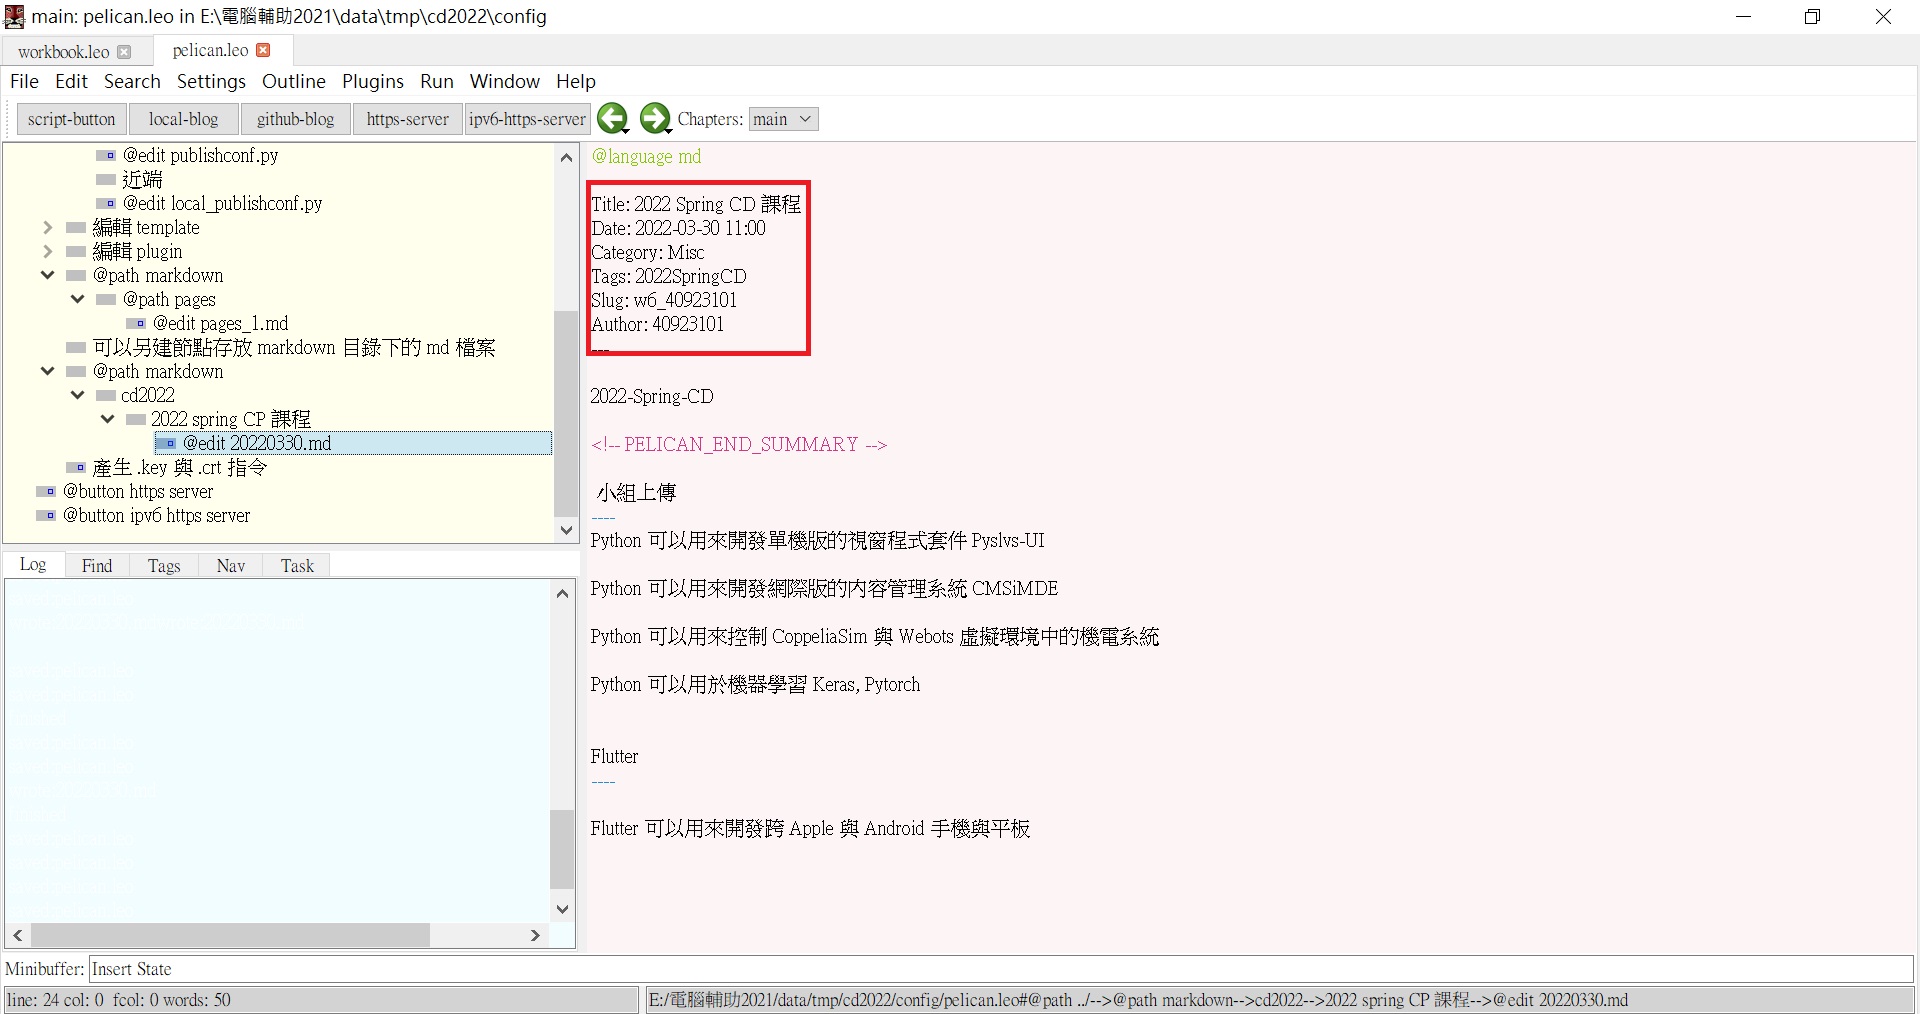 main: pelican.leo in E:\電腦輔助2021\data\tmp\cd2022\config
workbook.leo
pelican.leo
File Edit Search Settings Outline Plugins Run Window Help
script-button local-blog github-blog https-server ipv6-https-server Chapters: main
@edit publishconf.py
近端
@edit local_publishconf.py
編輯 template
編輯 plugin
@path markdown
@path pages
@edit pages_1.md
可以另建節點存放 markdown 目錄下的 md 檔案
@path markdown
cd2022
2022 spring CP 課程
@edit 20220330.md
產生 .key 與 .crt 指令
@button https server
@button ipv6 https server
Log Find Tags Nav Task
@language md
Title: 2022 Spring CD 課程
Date: 2022-03-30 11:00
Category: Misc
Tags: 2022SpringCD
Slug: w6_40923101
Author: 40923101
---
2022-Spring-CD
<!-- PELICAN_END_SUMMARY -->
小組上傳
----
Python 可以用來開發單機版的視窗程式套件 Pyslvs-UI
Python 可以用來開發網際版的內容管理系統 CMSiMDE
Python 可以用來控制 CoppeliaSim 與 Webots 虛擬環境中的機電系統
Python 可以用於機器學習 Keras, Pytorch
Flutter
----
Flutter 可以用來開發跨 Apple 與 Android 手機與平板
Minibuffer: Insert State
line: 24 col: 0 fcol: 0 words: 50
E:/電腦輔助2021/data/tmp/cd2022/config/pelican.leo#@path ../-->@path markdown-->cd2022-->2022 spring CP 課程-->@edit 20220330.md